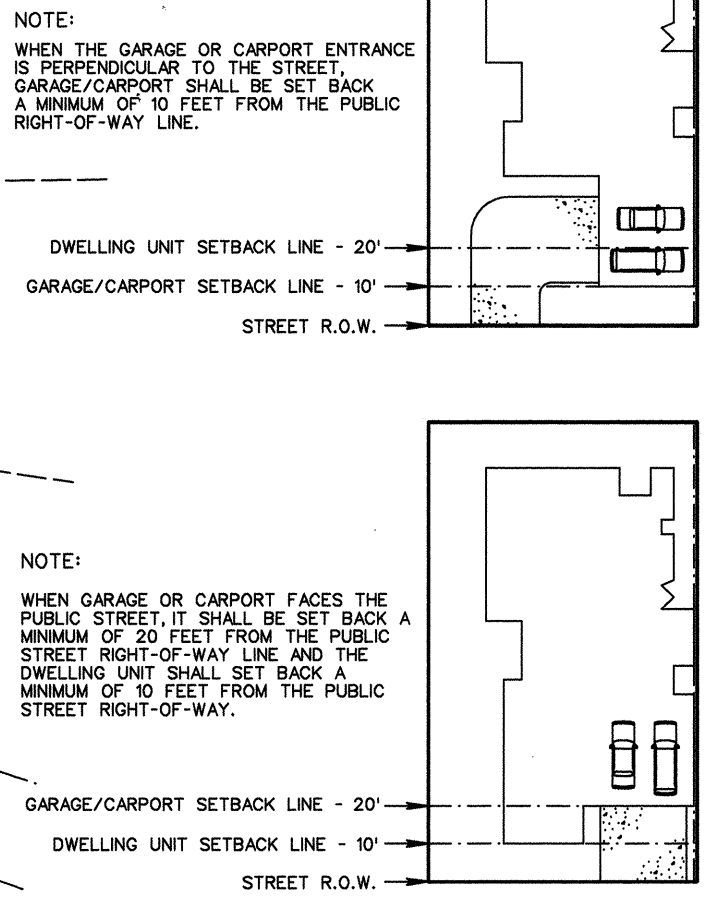 NOTE:
WHEN THE GARAGE OR CARPORT ENTRANCE
IS PERPENDICULAR TO THE STREET,
GARAGE/CARPORT SHALL BE SET BACK
A MINIMUM OF 10 FEET FROM THE PUBLIC
RIGHT-OF-WAY LINE.
DWELLING UNIT SETBACK LINE - 20'
GARAGE/CARPORT SETBACK LINE - 10'
STREET R.O.W.
NOTE:
WHEN GARAGE OR CARPORT FACES THE
PUBLIC STREET, IT SHALL BE SET BACK A
MINIMUM OF 20 FEET FROM THE PUBLIC
STREET RIGHT-OF-WAY LINE AND THE
DWELLING UNIT SHALL SET BACK A
MINIMUM OF 10 FEET FROM THE PUBLIC
STREET RIGHT-OF-WAY.
GARAGE/CARPORT SETBACK LINE - 20'
DWELLING UNIT SETBACK LINE - 10'
STREET R.O.W.